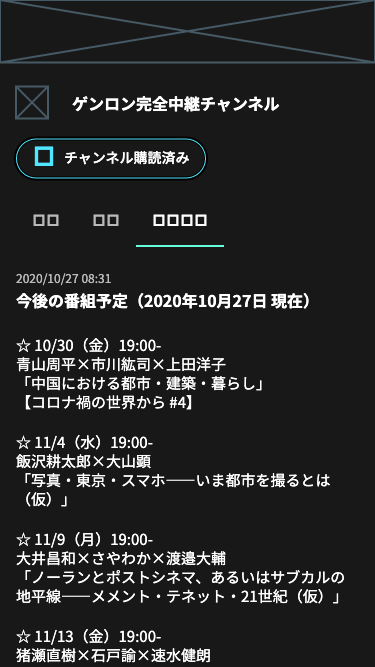 ゲンロン完全中継チャンネル
チャンネル購読済み
2020/10/27 08:31
今後の番組予定（2020年10月27日 現在）
☆ 10/30（金）19:00-
青山周平×市川紘司×上田洋子
「中国における都市・建築・暮らし」
【コロナ禍の世界から #4】
☆ 11/4（水）19:00-
飯沢耕太郎×大山顕
「写真・東京・スマホ——いま都市を撮るとは
（仮）」
☆ 11/9（月）19:00-
大井昌和×さやわか×渡邉大輔
「ノーランとポストシネマ、あるいはサブカルの
地平線——メメント・テネット・21世紀（仮）」
☆ 11/13（金）19:00-
猪瀬直樹×石戸諭×速水健朗